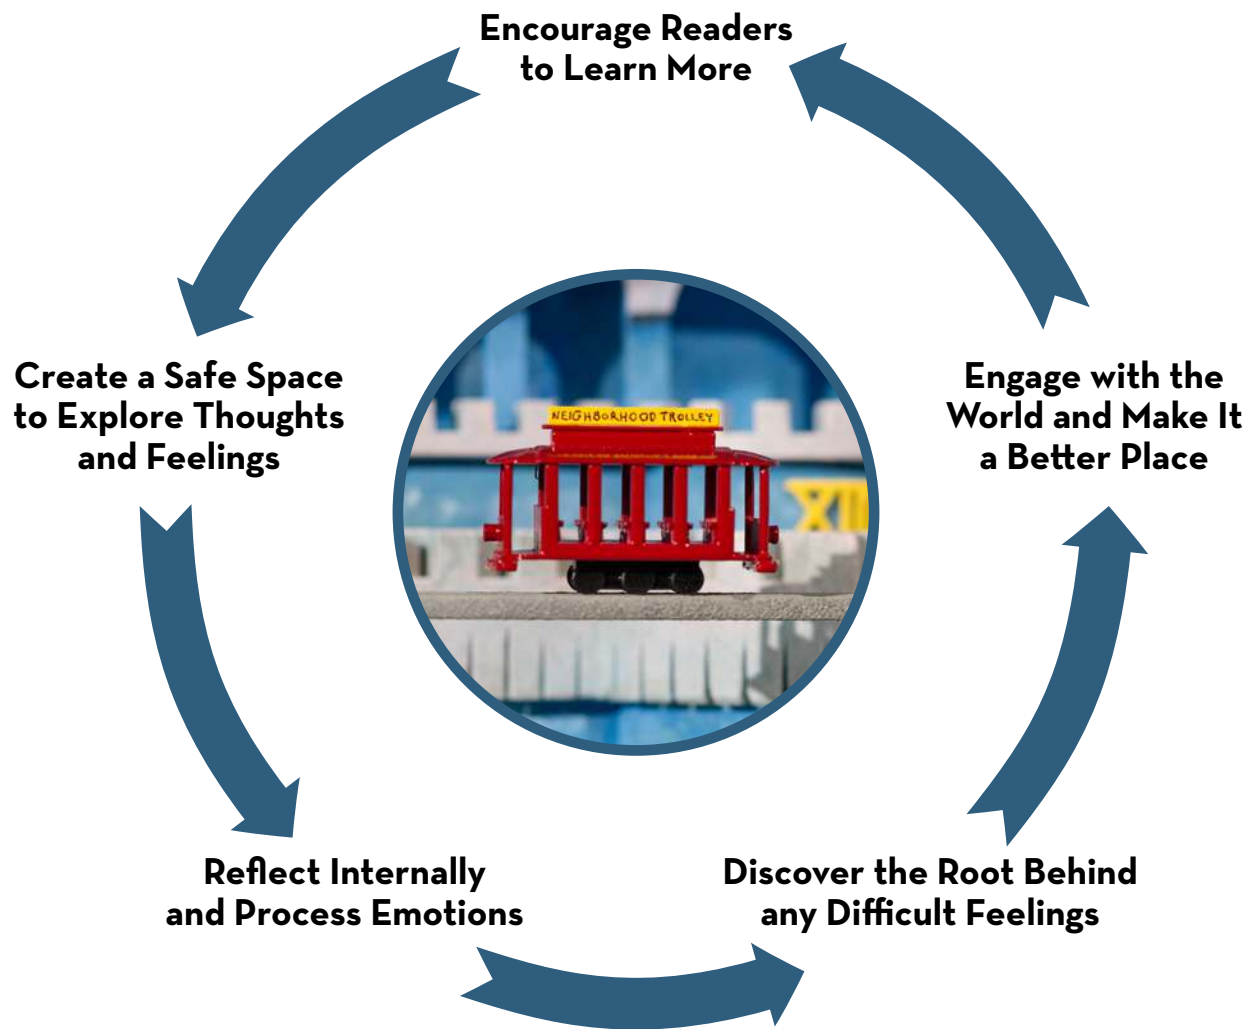 Encourage Readers
to Learn More
Create a Safe Space
to Explore Thoughts
and Feelings
Engage with the
World and Make It
a Better Place
NEIGHBORHOOD TROLLEY
XII
Reflect Internally
and Process Emotions
Discover the Root Behind
any Difficult Feelings